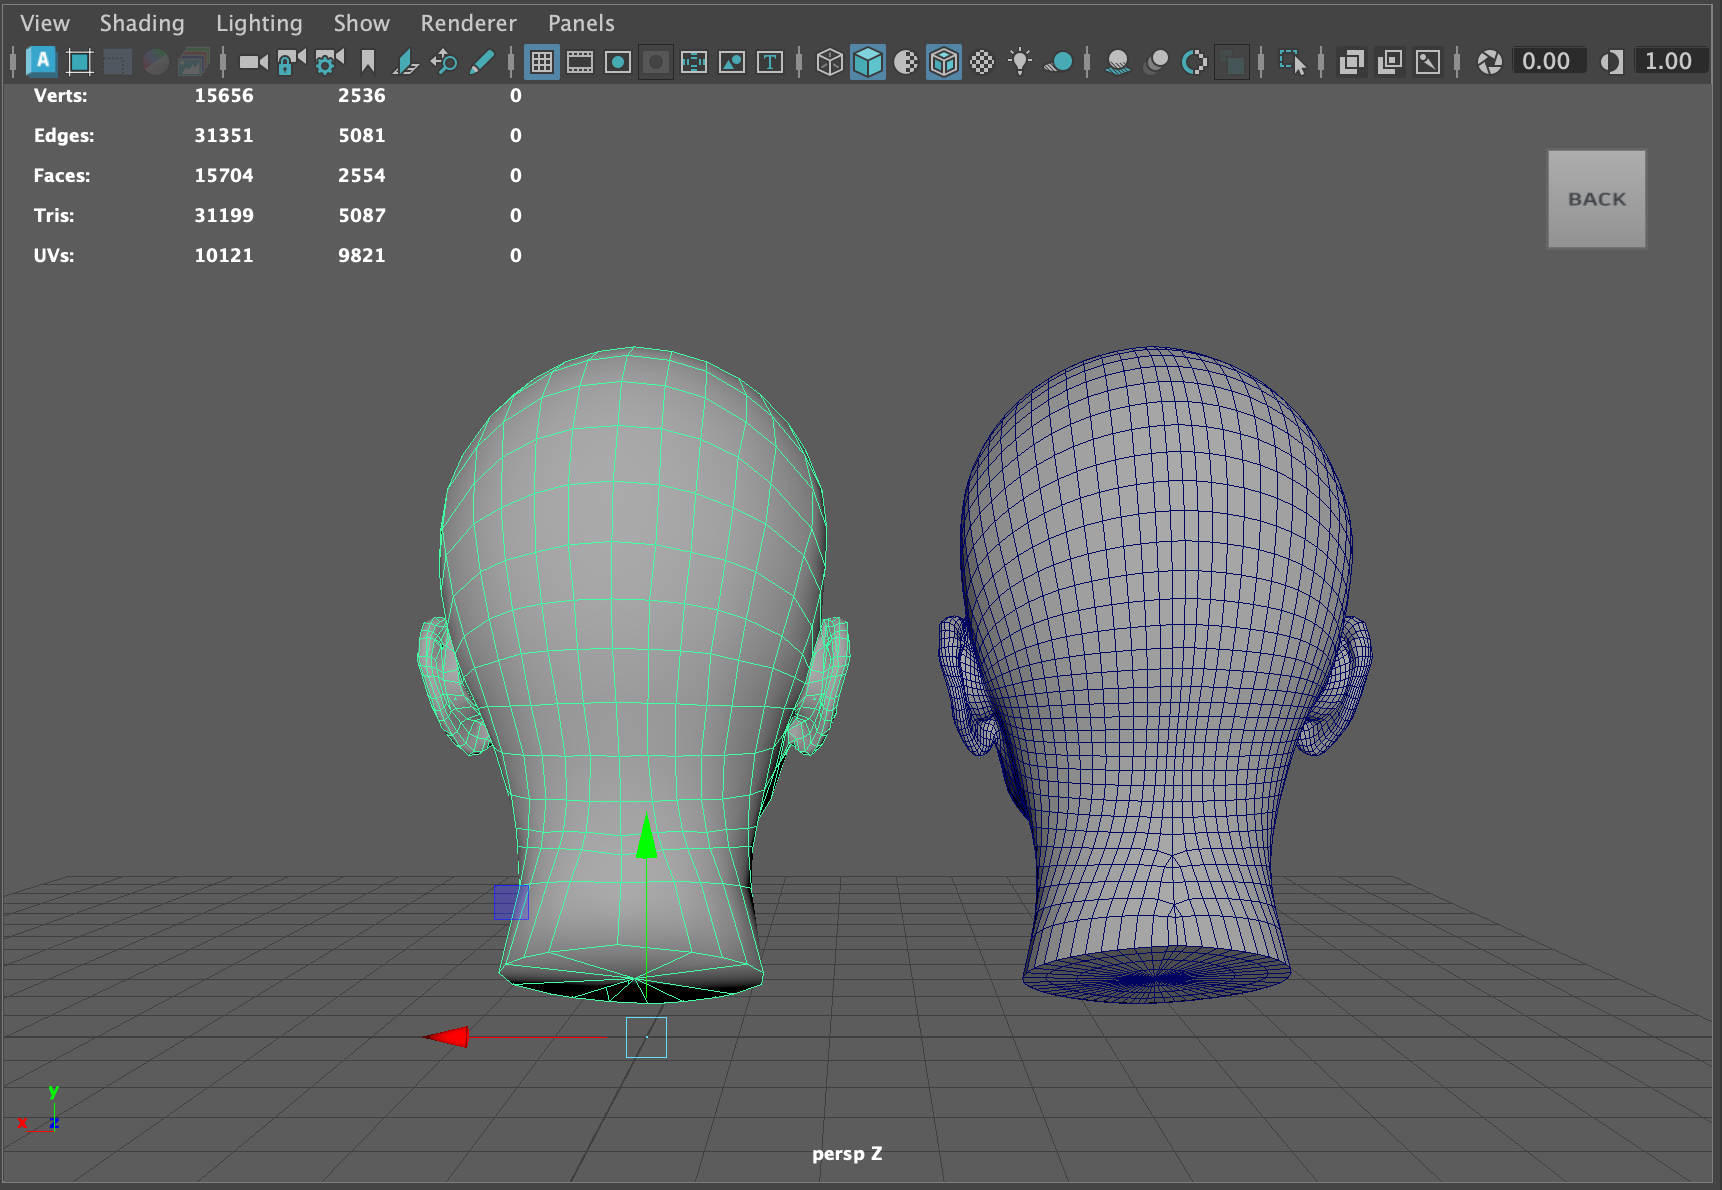 View Shading Lighting Show Renderer Panels
A T 0.00 1.00
Verts: 15656 2536 0
Edges: 31351 5081 0
Faces: 15704 2554 0
Tris: 31199 5087 0
UVs: 10121 9821 0
BACK
y
x z
persp Z